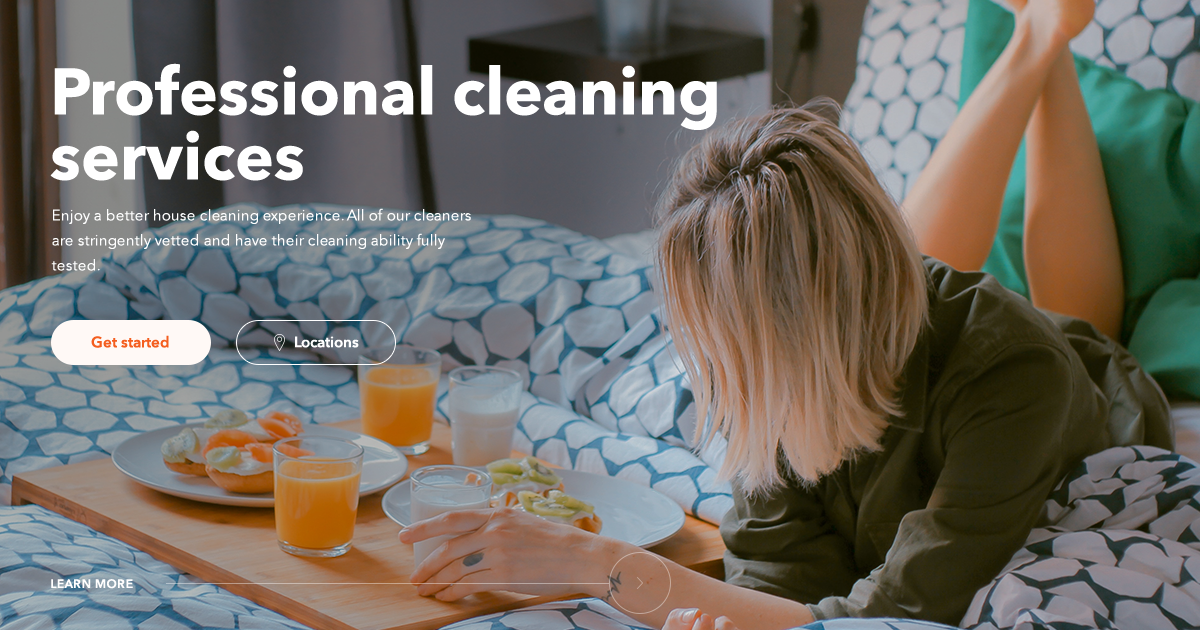 Professional cleaning
services
Enjoy a better house cleaning experience. All of our cleaners
are stringently vetted and have their cleaning ability fully
tested.
Get started
Locations
LEARN MORE